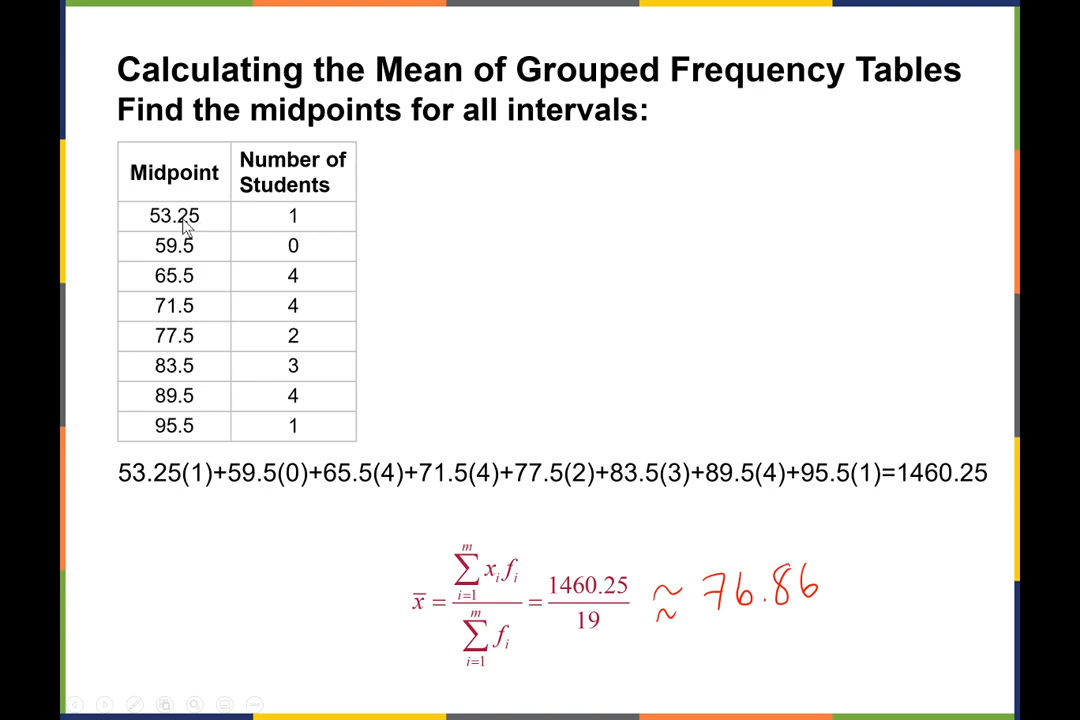 Calculating the Mean of Grouped Frequency Tables
Find the midpoints for all intervals:
Midpoint Number of Students
53.25 1
59.5 0
65.5 4
71.5 4
77.5 2
83.5 3
89.5 4
95.5 1
53.25(1)+59.5(0)+65.5(4)+71.5(4)+77.5(2)+83.5(3)+89.5(4)+95.5(1)=1460.25
x̄ = ∑_{i=1}^{m} x_i f_i / ∑_{i=1}^{m} f_i = 1460.25 / 19 ≈ 76.86